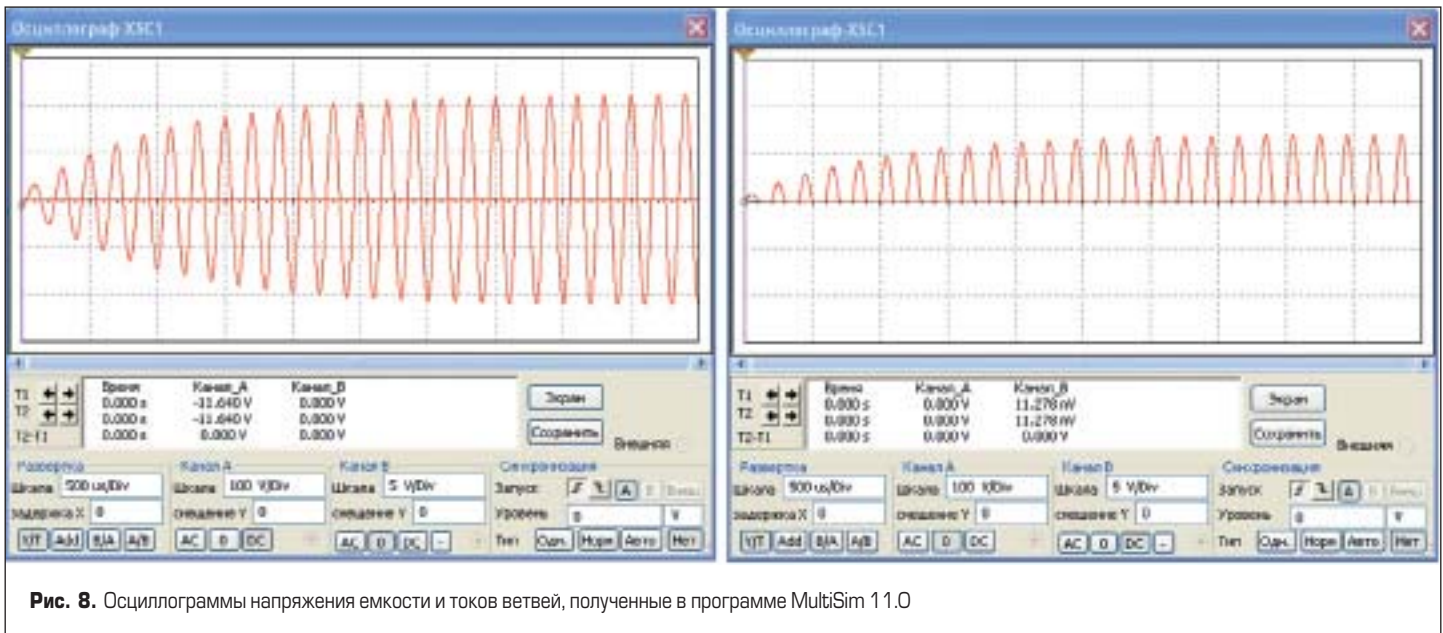 Осциллограф-XSC1
T1
T2
T2-T1
Время Канал_A Канал_B
0.000 s -11.640 V 0.000 V
0.000 s -11.640 V 0.000 V
0.000 s 0.000 V 0.000 V
Экран
Сохранить
Внешняя
Развертка
Шкала 500 us/Div
задержка X 0
Y/T Add B/A A/B
Канал A
Шкала 100 V/Div
смещение Y 0
AC 0 DC
Канал B
Шкала 5 V/Div
смещение Y 0
AC 0 DC -
Синхронизация
Запуск A
Уровень 0 V
Тип Одн. Норм Авто Нет
Осциллограф-XSC1
T1
T2
T2-T1
Время Канал_A Канал_B
0.000 s 0.000 V 11.278 mV
0.000 s 0.000 V 11.278 mV
0.000 s 0.000 V 0.000 V
Экран
Сохранить
Внешняя
Развертка
Шкала 500 us/Div
задержка X 0
Y/T Add B/A A/B
Канал A
Шкала 100 V/Div
смещение Y 0
AC 0 DC
Канал B
Шкала 5 V/Div
смещение Y 0
AC 0 DC -
Синхронизация
Запуск A
Уровень 0 V
Тип Одн. Норм Авто Нет
Рис. 8. Осциллограммы напряжения емкости и токов ветвей, полученные в программе MultiSim 11.0